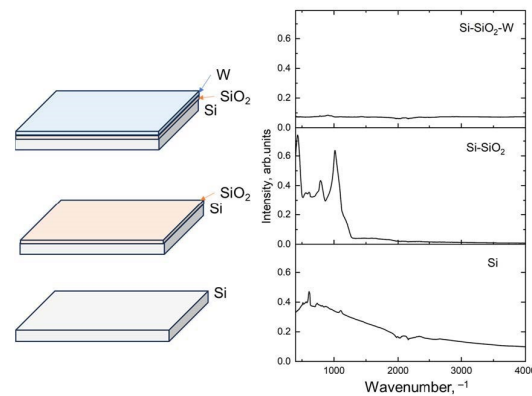 W
SiO₂
Si
SiO₂
Si
Si
Si-SiO₂-W
0.6
0.4
0.2
0.0
Si-SiO₂
0.6
0.4
0.2
0.0
Si
0.6
0.4
0.2
0.0
Intensity, arb.units
1000 2000 3000 4000
Wavenumber, ⁻¹